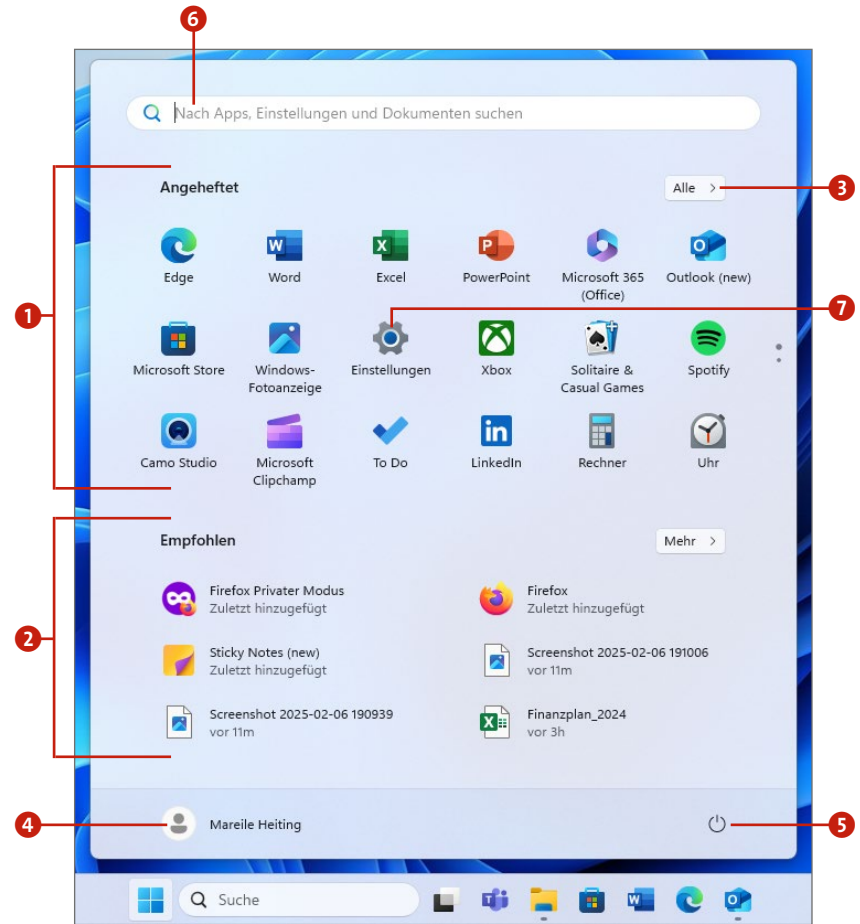 6
Nach Apps, Einstellungen und Dokumenten suchen
Angeheftet
Alle
3
Edge
Word
Excel
PowerPoint
Microsoft 365
(Office)
Outlook (new)
1
7
Microsoft Store
Windows-
Fotoanzeige
Einstellungen
Xbox
Solitaire &
Casual Games
Spotify
Camo Studio
Microsoft
Clipchamp
To Do
LinkedIn
Rechner
Uhr
Empfohlen
Mehr
2
Firefox Privater Modus
Zuletzt hinzugefügt
Firefox
Zuletzt hinzugefügt
Sticky Notes (new)
Zuletzt hinzugefügt
Screenshot 2025-02-06 191006
vor 11m
Screenshot 2025-02-06 190939
vor 11m
Finanzplan_2024
vor 3h
4
Mareile Heiting
5
Suche